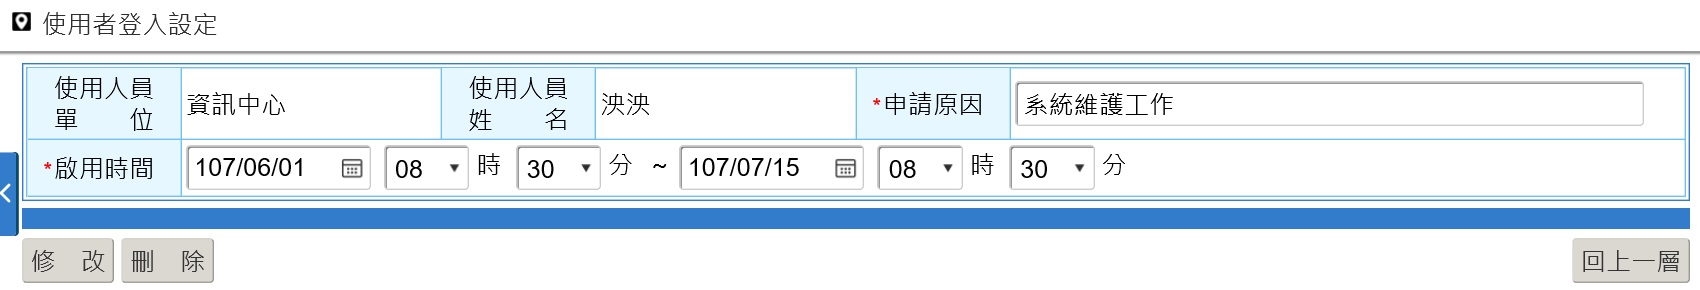 使用者登入設定
使用人員
單 位
資訊中心
使用人員
姓 名
泱泱
*申請原因
系統維護工作
*啟用時間
107/06/01 08 時 30 分 ~ 107/07/15 08 時 30 分
修 改 刪 除 回上一層